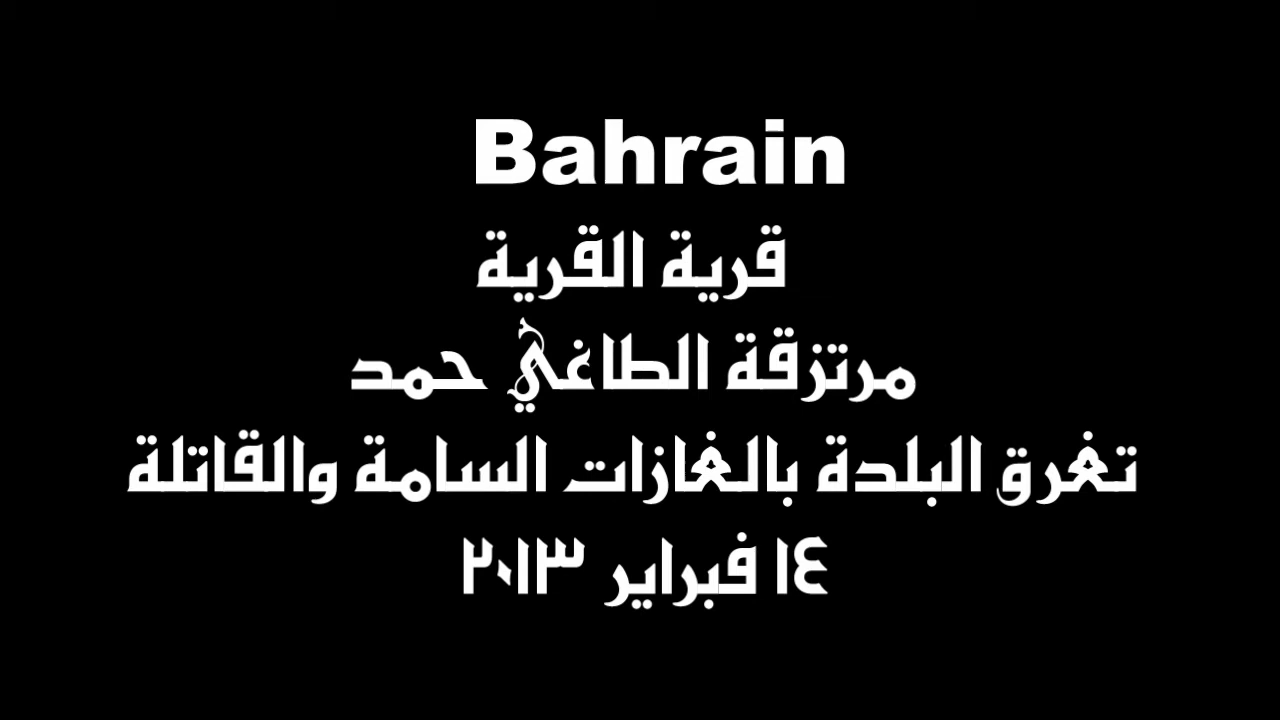 Bahrain
قرية القرية
مرتزقة الطاغي حمد
تغرق البلدة بالغازات السامة والقاتلة
١٤ فبراير ٢٠١٣